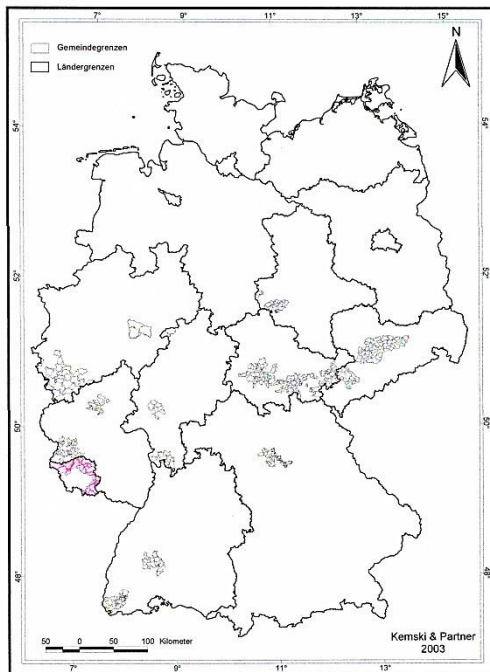 7° 9° 11° 13° 15°
N
Gemeindegrenzen
Ländergrenzen
54° 54°
52° 52°
50° 50°
48° 48°
50 0 50 100 Kilometer
Kemski & Partner
2003
7° 9° 11° 13°